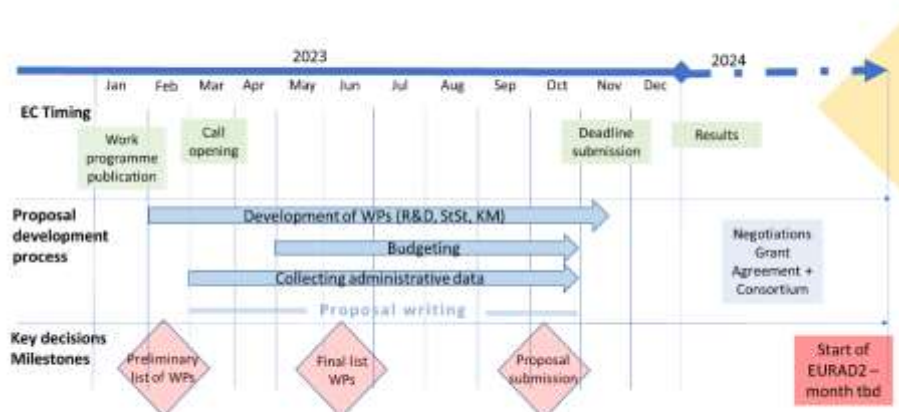 2023
2024
Jan Feb Mar Apr May Jun Jul Aug Sep Oct Nov Dec
EC Timing
Work
programme
publication
Call
opening
Deadline
submission
Results
Proposal
development
process
Development of WPs (R&D, StSt, KM)
Budgeting
Collecting administrative data
Proposal writing
Negotiations
Grant
Agreement +
Consortium
Key decisions
Milestones
Preliminary
list of WPs
Final list
WPs
Proposal
submission
Start of
EURAD2 –
month tbd